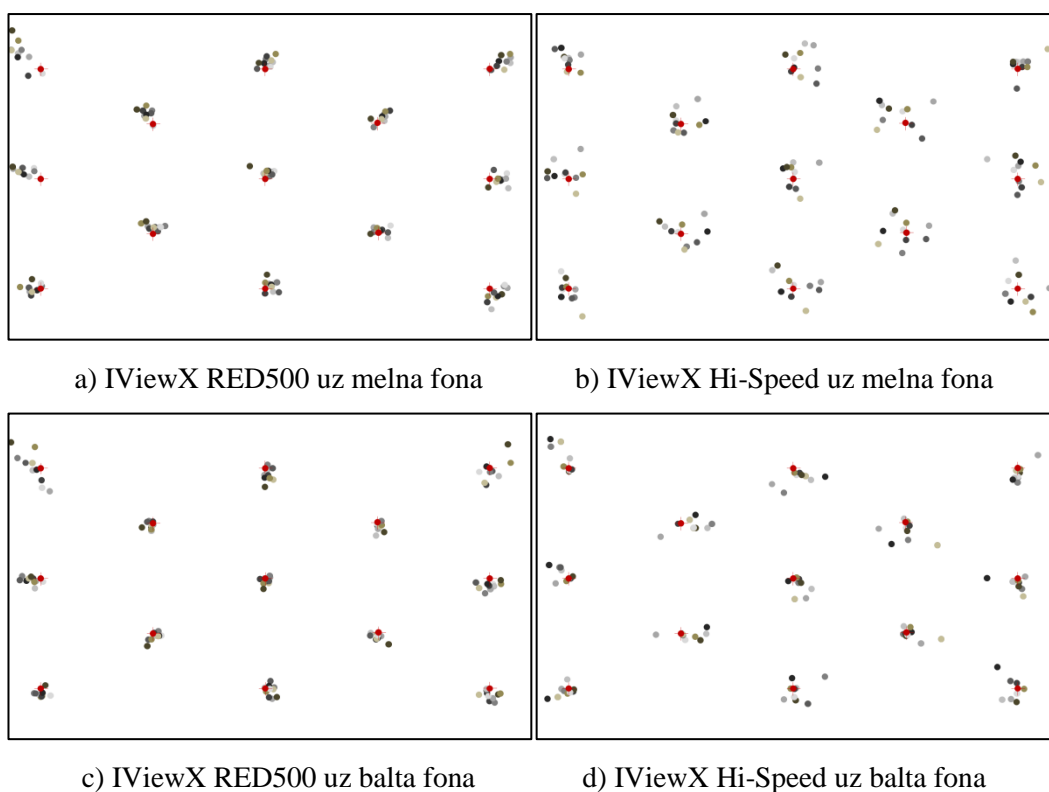 a) IViewX RED500 uz melna fona
b) IViewX Hi-Speed uz melna fona
c) IViewX RED500 uz balta fona
d) IViewX Hi-Speed uz balta fona